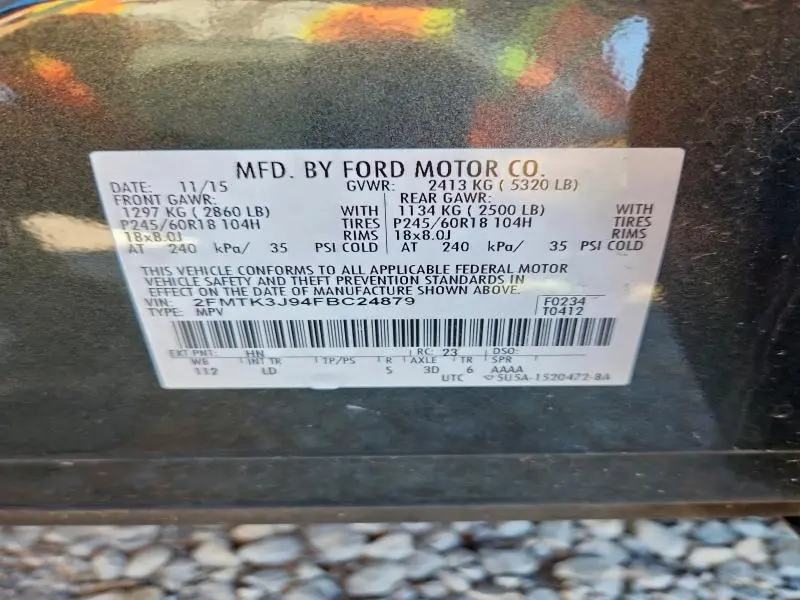 MFD. BY FORD MOTOR CO.
DATE: 11/15 GVWR: 2413 KG ( 5320 LB)
FRONT GAWR: REAR GAWR:
1297 KG ( 2860 LB) WITH 1134 KG ( 2500 LB) WITH
P245/60R18 104H TIRES P245/60R18 104H TIRES
18x8.0J RIMS 18x8.0J RIMS
AT 240 kPa/ 35 PSI COLD AT 240 kPa/ 35 PSI COLD
THIS VEHICLE CONFORMS TO ALL APPLICABLE FEDERAL MOTOR
VEHICLE SAFETY AND THEFT PREVENTION STANDARDS IN
EFFECT ON THE DATE OF MANUFACTURE SHOWN ABOVE.
VIN: 2FMTK3J94FBC24879 F0234
TYPE: MPV T0412
EXT PNT: HN RC: 23 DSO:
WB INT TR TP/PS R AXLE TR SPR
112 LD S 3D 6 AAAA
UTC 5U5A-1520472-BA